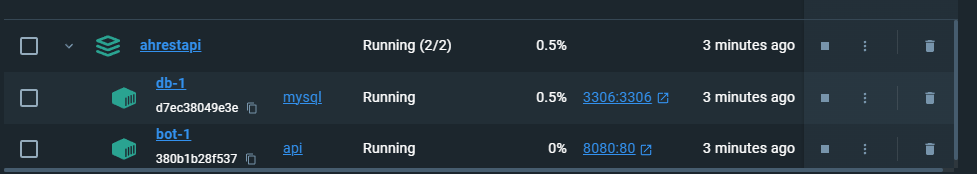 ahrestapi Running (2/2) 0.5% 3 minutes ago
db-1
d7ec38049e3e mysql Running 0.5% 3306:3306 3 minutes ago
bot-1
380b1b28f537 api Running 0% 8080:80 3 minutes ago